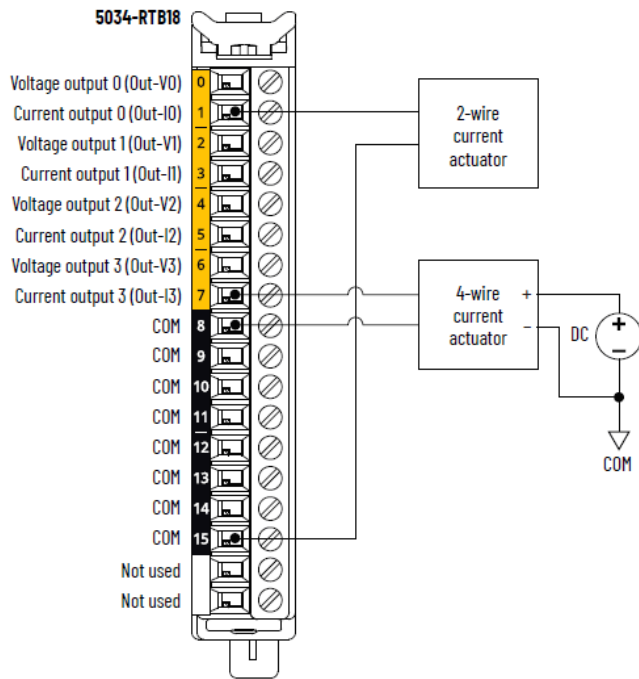 5034-RTB18
Voltage output 0 (Out-V0) 0
Current output 0 (Out-I0) 1
Voltage output 1 (Out-V1) 2
Current output 1 (Out-I1) 3
Voltage output 2 (Out-V2) 4
Current output 2 (Out-I2) 5
Voltage output 3 (Out-V3) 6
Current output 3 (Out-I3) 7
COM 8
COM 9
COM 10
COM 11
COM 12
COM 13
COM 14
COM 15
Not used
Not used
2-wire
current
actuator
4-wire
current
actuator
+
−
DC
+
−
COM